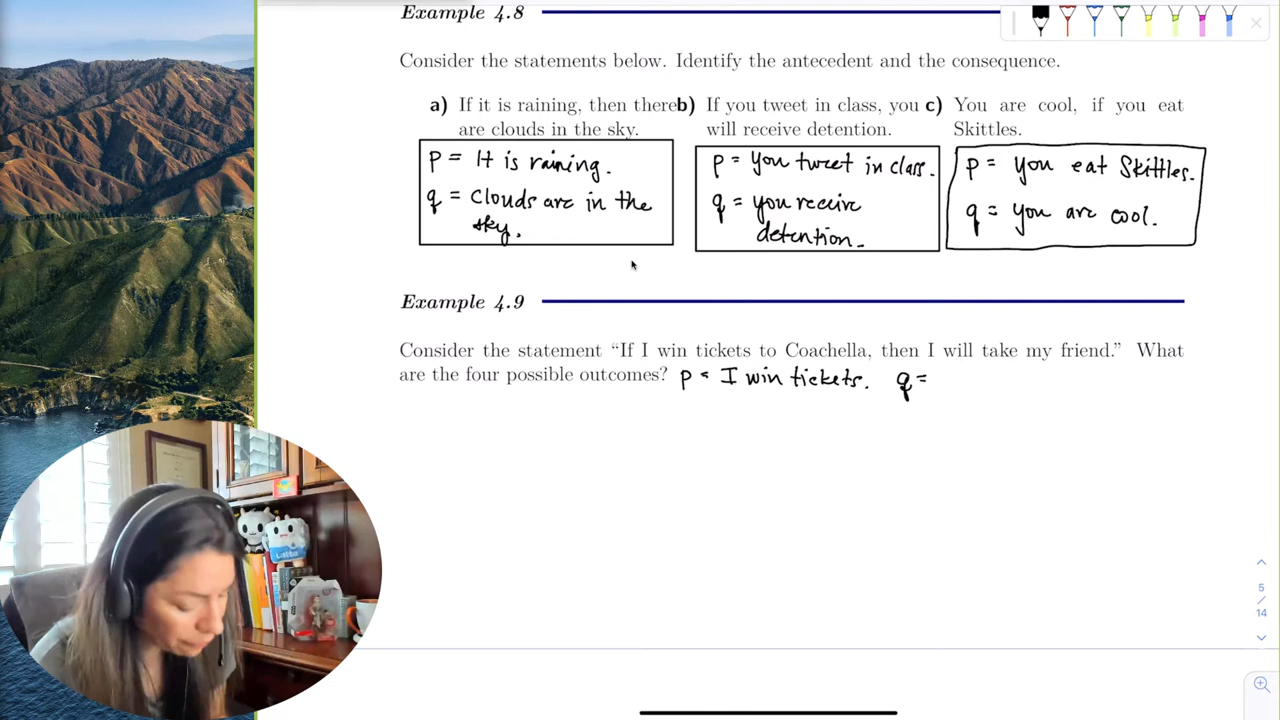 Example 4.8
Consider the statements below. Identify the antecedent and the consequence.
a) If it is raining, then there
are clouds in the sky.
p = It is raining.
q = Clouds are in the
sky.
b) If you tweet in class, you
will receive detention.
p = you tweet in class.
q = you receive
detention.
c) You are cool, if you eat
Skittles.
p = you eat Skittles.
q = you are cool.
Example 4.9
Consider the statement “If I win tickets to Coachella, then I will take my friend.” What
are the four possible outcomes? p = I win tickets. q =
5
/
14